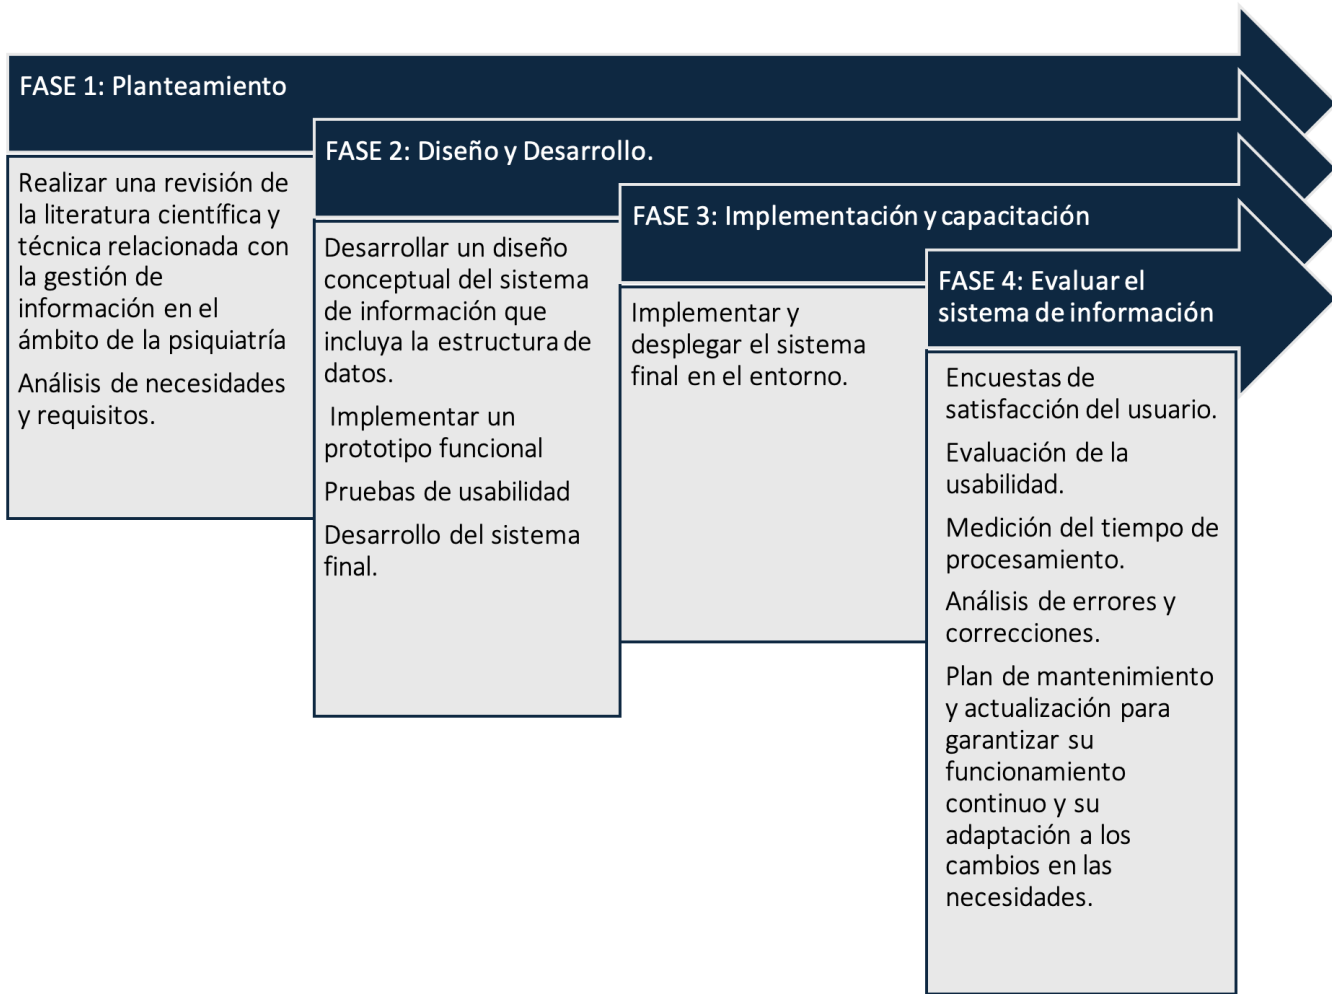 FASE 1: Planteamiento
Realizar una revisión de
la literatura científica y
técnica relacionada con
la gestión de
información en el
ámbito de la psiquiatría
Análisis de necesidades
y requisitos.
FASE 2: Diseño y Desarrollo.
Desarrollar un diseño
conceptual del sistema
de información que
incluya la estructura de
datos.
Implementar un
prototipo funcional
Pruebas de usabilidad
Desarrollo del sistema
final.
FASE 3: Implementación y capacitación
Implementar y
desplegar el sistema
final en el entorno.
FASE 4: Evaluar el
sistema de información
Encuestas de
satisfacción del usuario.
Evaluación de la
usabilidad.
Medición del tiempo de
procesamiento.
Análisis de errores y
correcciones.
Plan de mantenimiento
y actualización para
garantizar su
funcionamiento
continuo y su
adaptación a los
cambios en las
necesidades.